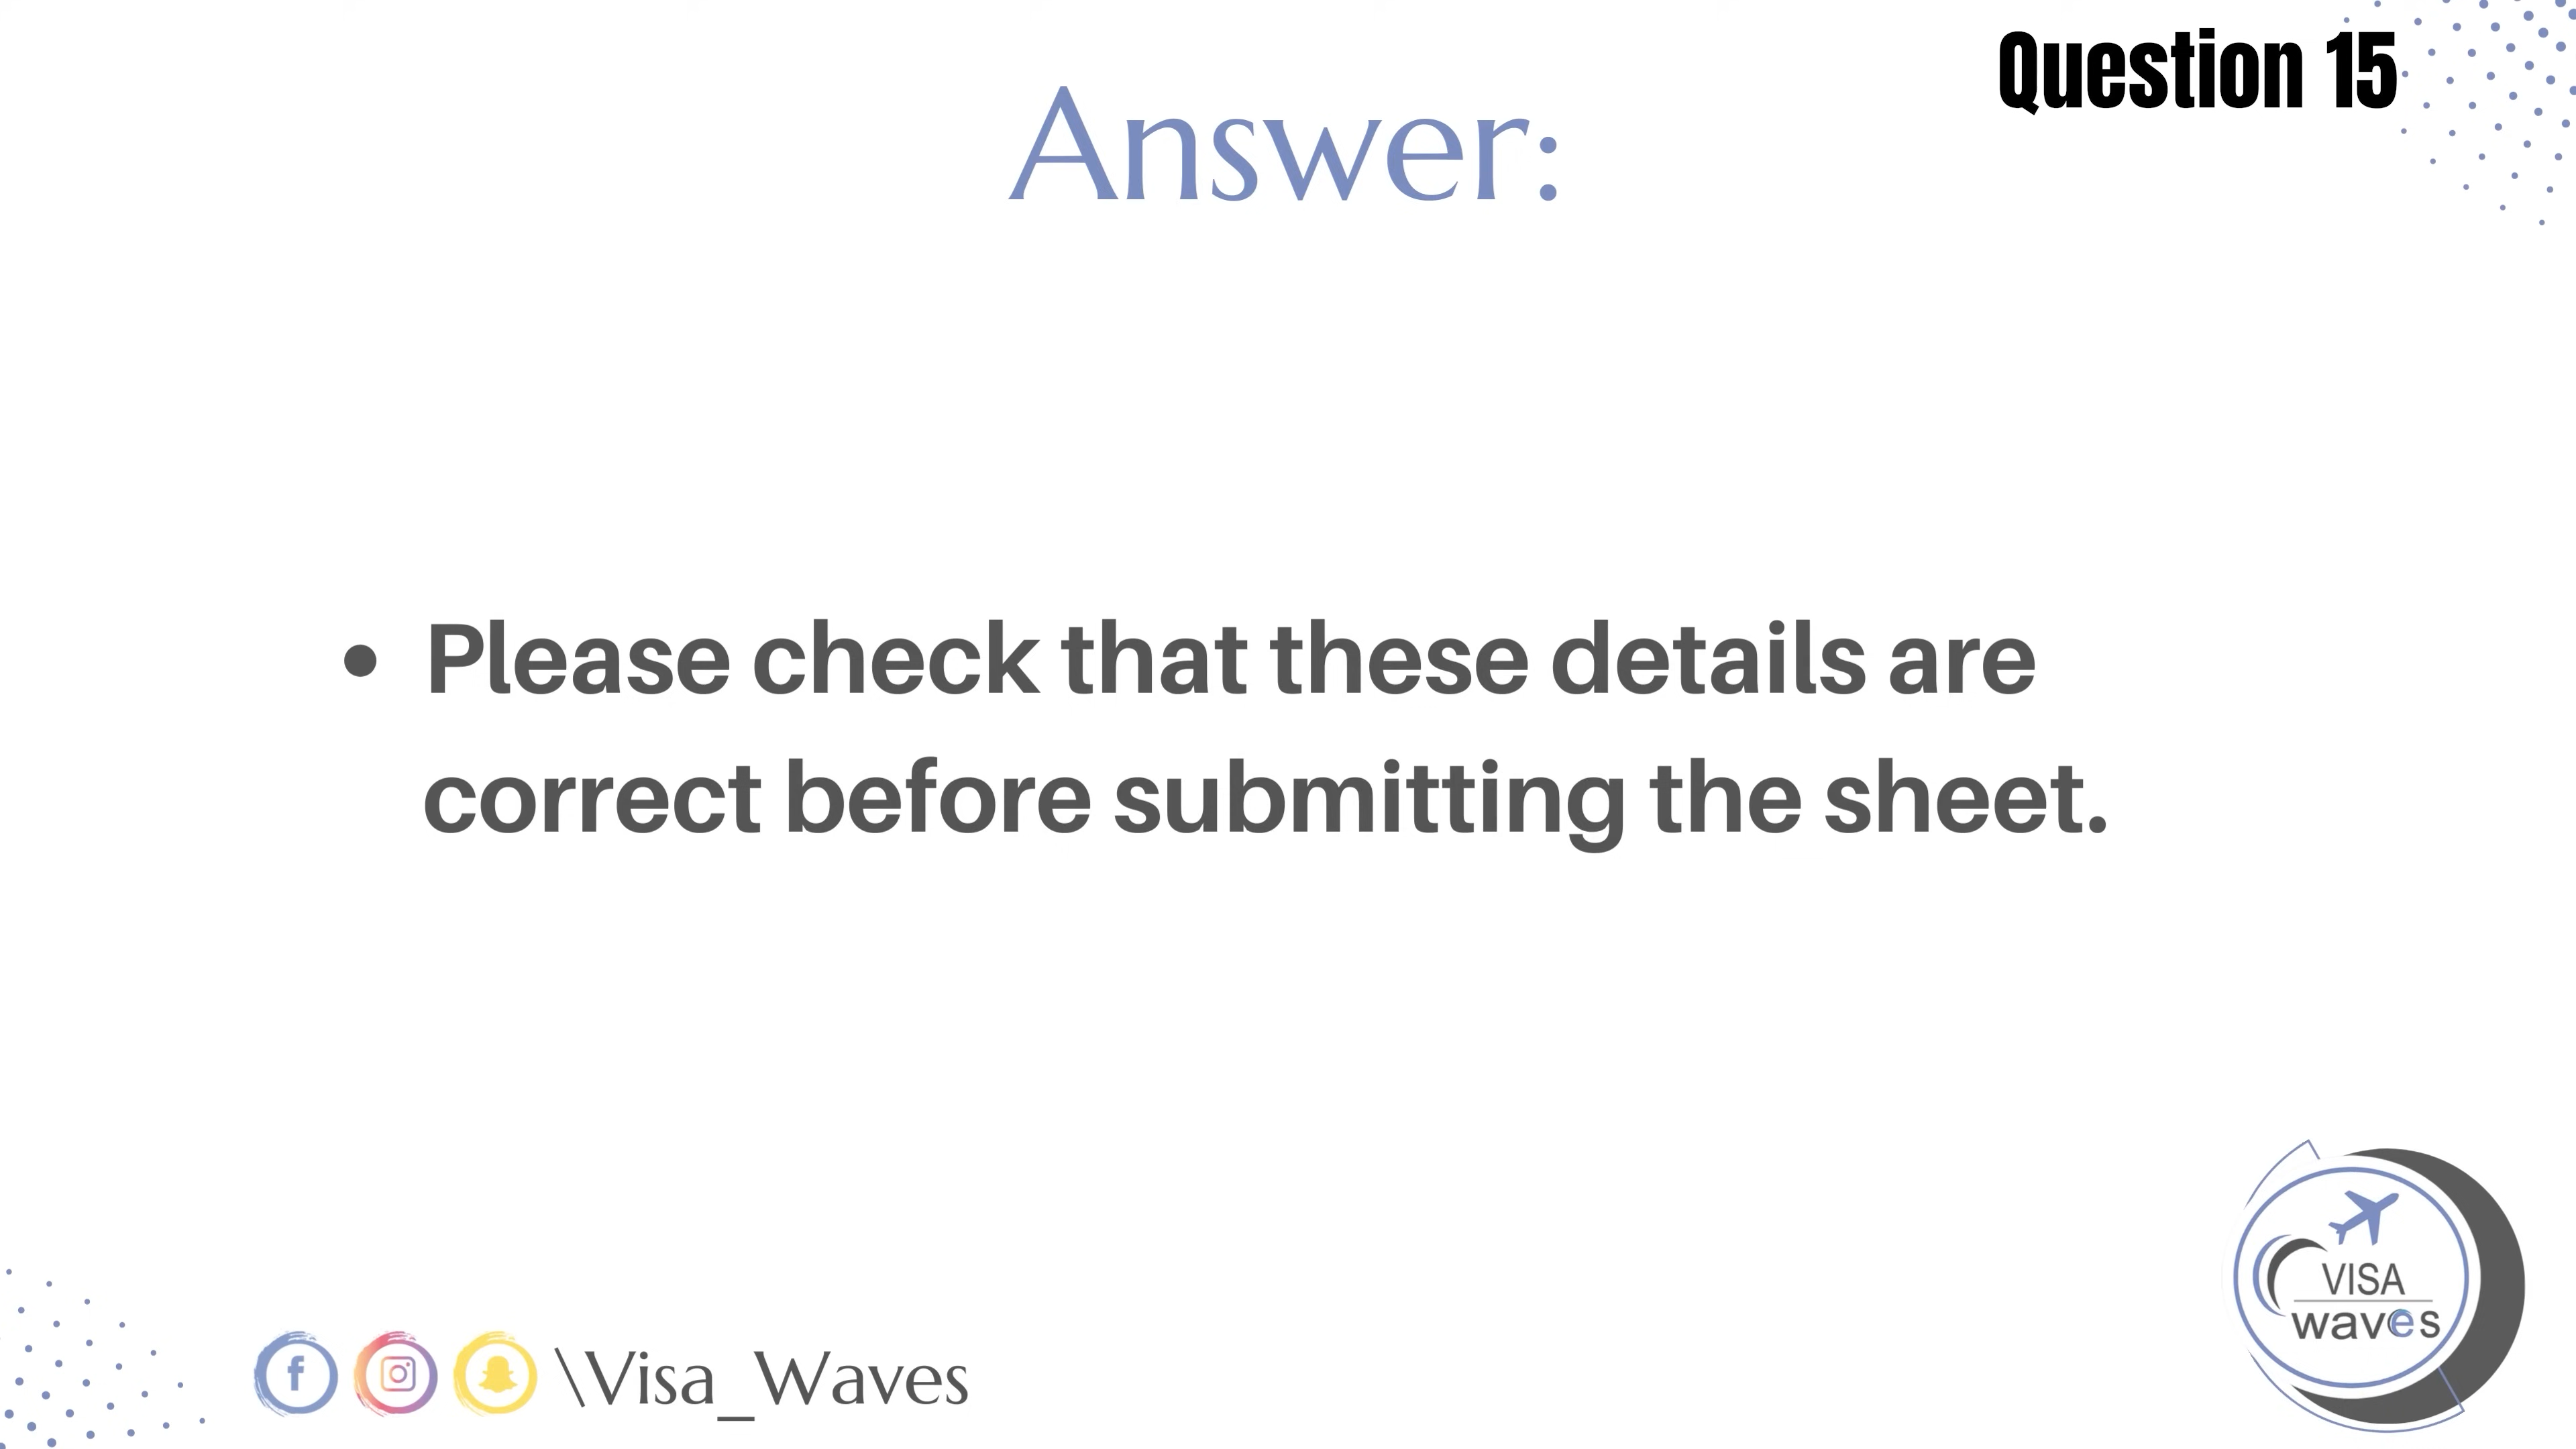 Question 15
Answer:
• Please check that these details are
correct before submitting the sheet.
\Visa_Waves
VISA
waves